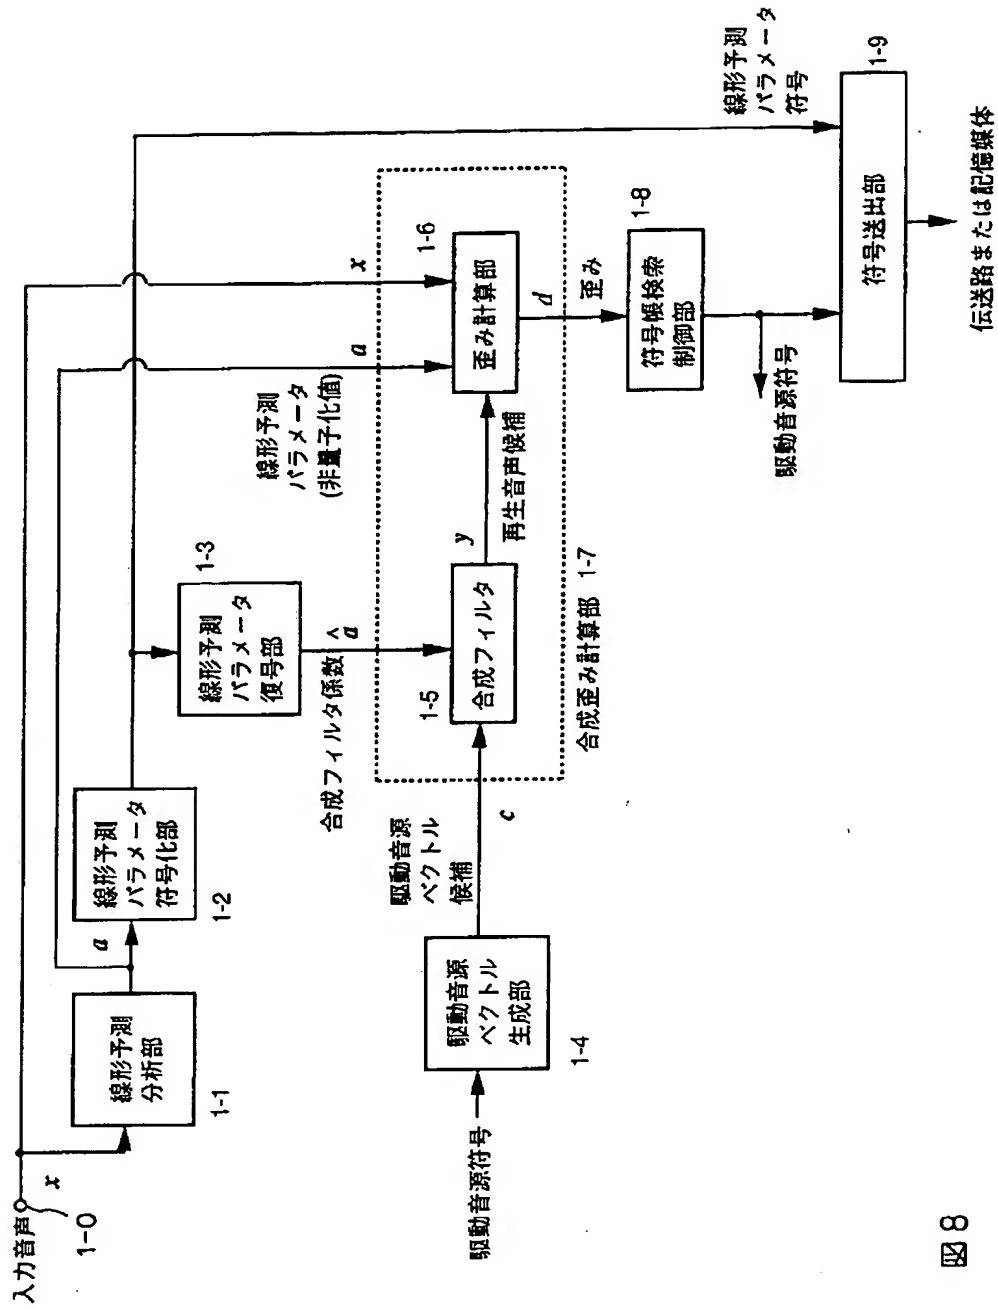 入力音声
x
1-0
線形予測
分析部
1-1
a
線形予測
パラメータ
符号化部
1-2
線形予測
パラメータ
復号部
1-3
合成フィルタ係数
â
線形予測
パラメータ
(非量子化値)
a
x
線形予測
パラメータ
符号
駆動音源符号
駆動音源
ベクトル
生成部
1-4
駆動音源
ベクトル
候補
c
1-5
合成フィルタ
y
再生音声候補
歪み計算部
1-6
合成歪み計算部 1-7
d
歪み
符号帳検索
制御部
1-8
駆動音源符号
符号送出部
1-9
伝送路または記憶媒体
図8